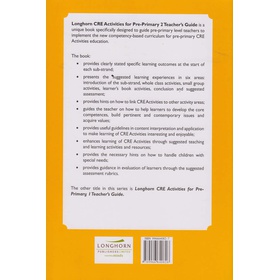 Longhorn CRE Activities for Pre-Primary 2 Teacher's Guide is a
unique book specifically designed to guide pre-primary level teachers to
implement the new competency-based curriculum for pre-primary CRE
Activities education.
The book:
• provides clearly stated specific learning outcomes at the start of
each sub-strand;
• presents the suggested learning experiences in six areas
introduction of the sub-strand, whole class activities, small group
activities, learner's book activities, conclusion and suggested
assessment;
• provides hints on how to link CRE Activities to other activity areas;
• guides the teacher on how to help learners to develop the core
competences, build pertinent and contemporary issues and
acquire values;
• provides useful guidelines on content interpretation and application
to make learning of CRE Activities interesting and enjoyable;
• enhances learning of CRE Activities through suggested teaching
and learning activities and resources;
• provides the necessary hints on how to handle children with
special needs;
• provides guidance in evaluation of learners through the suggested
assessment rubrics.
The other title in this series is Longhorn CRE Activities for Pre-
Primary 1 Teacher's Guide.
LONGHORN
PUBLISHERS